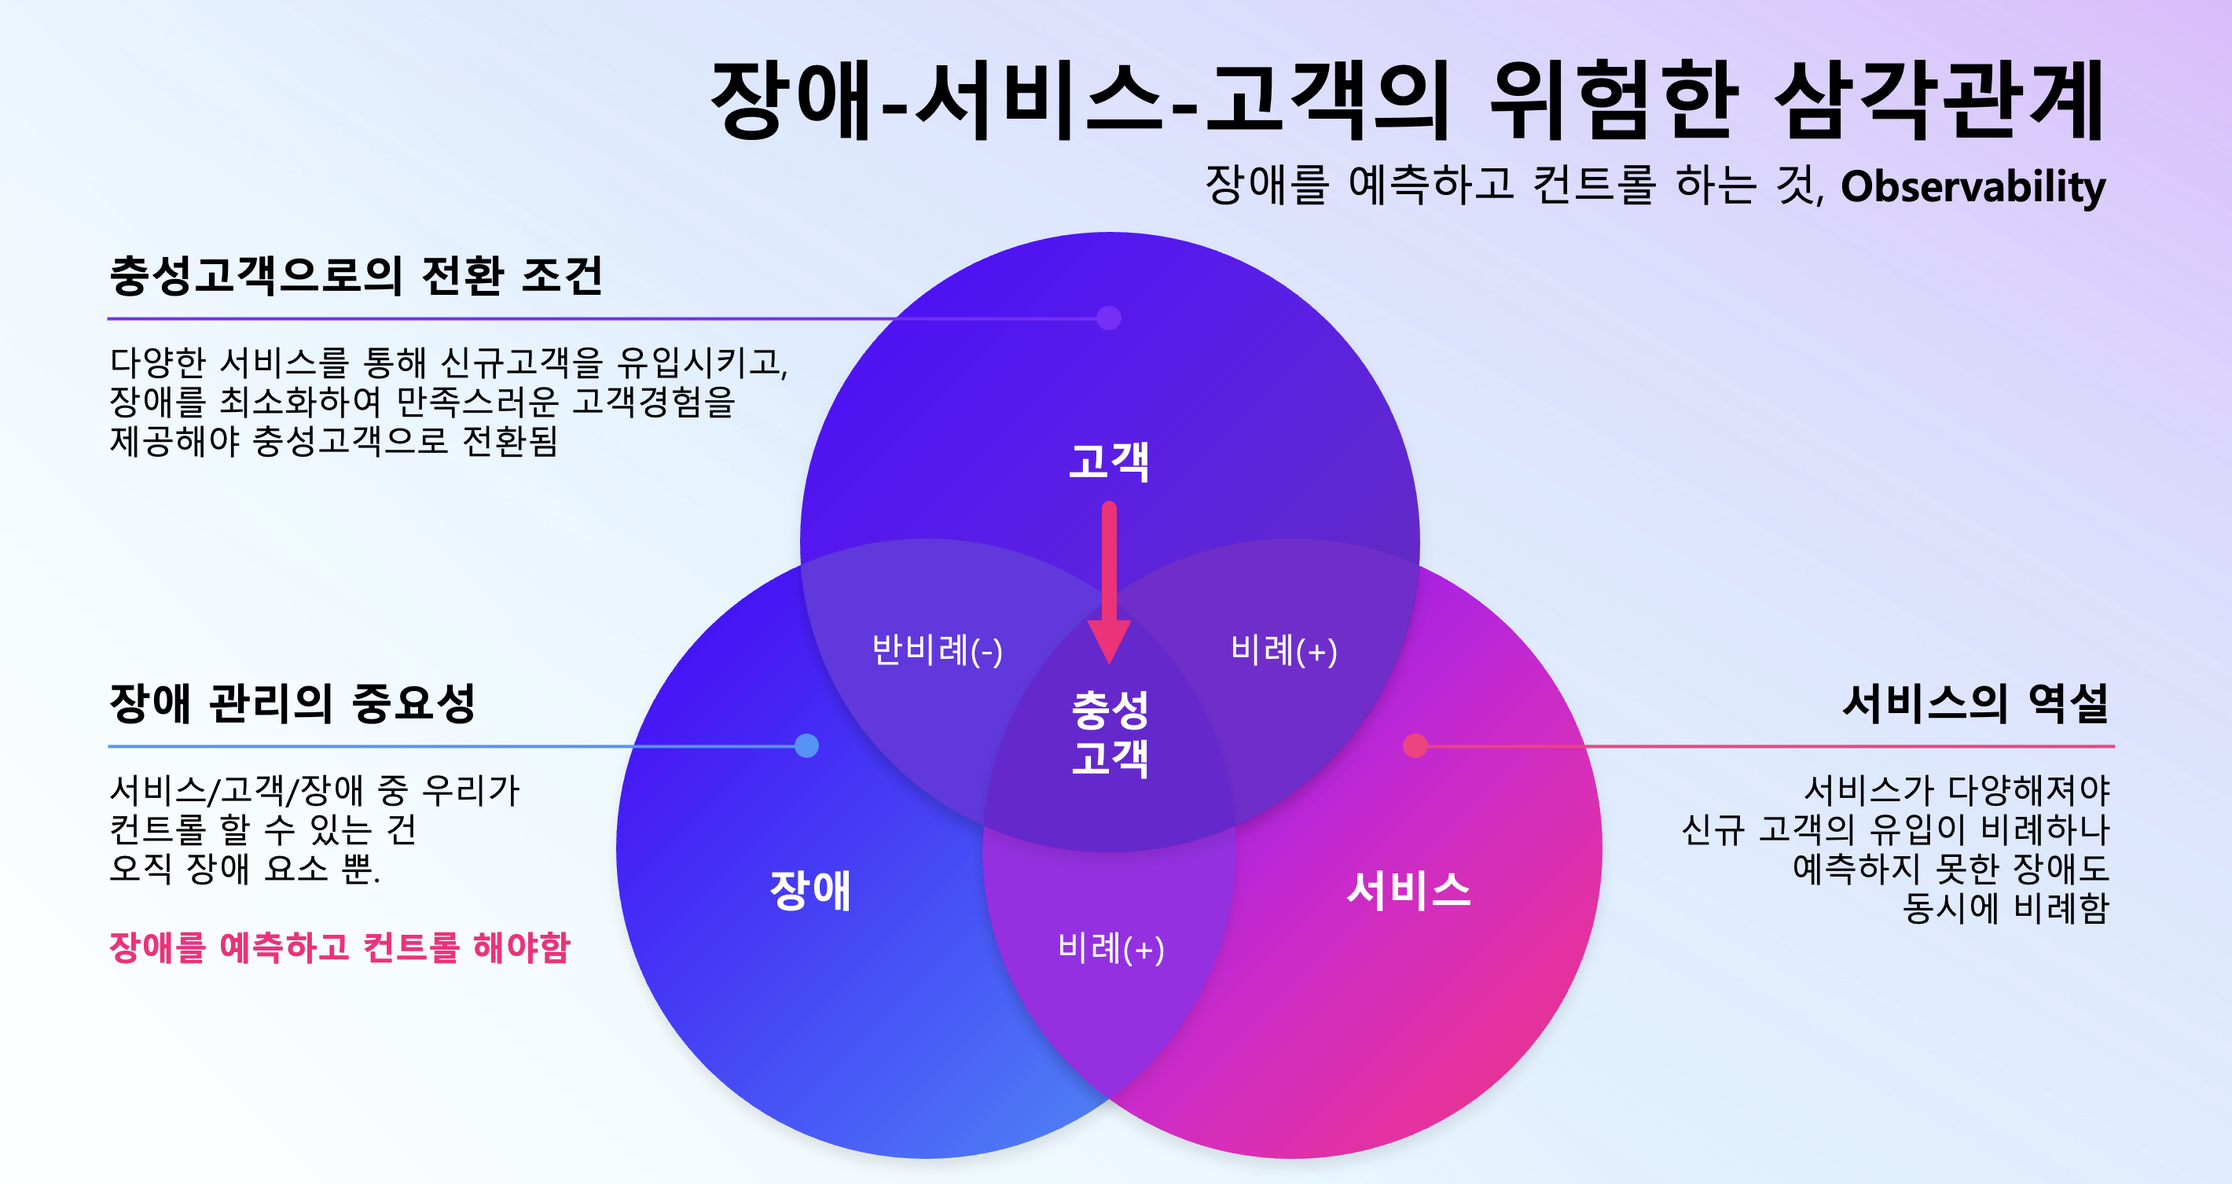 장애-서비스-고객의 위험한 삼각관계
장애를 예측하고 컨트롤 하는 것, Observability
충성고객으로의 전환 조건
다양한 서비스를 통해 신규고객을 유입시키고,
장애를 최소화하여 만족스러운 고객경험을
제공해야 충성고객으로 전환됨
고객
반비례(-)
비례(+)
충성
고객
장애 관리의 중요성
서비스/고객/장애 중 우리가
컨트롤 할 수 있는 건
오직 장애 요소 뿐.
장애를 예측하고 컨트롤 해야함
장애
서비스
비례(+)
서비스의 역설
서비스가 다양해져야
신규 고객의 유입이 비례하나
예측하지 못한 장애도
동시에 비례함